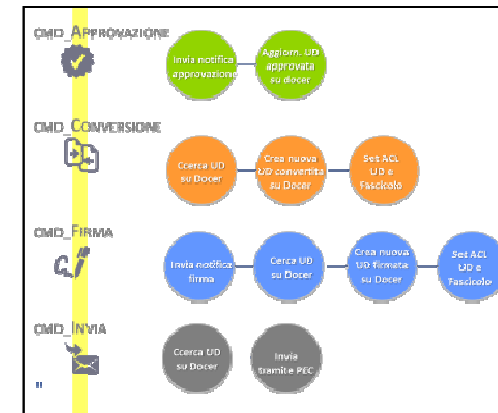 CMD_APPROVAZIONE
Invia notifica
approvazione
Aggiorn. UD
approvata
su docer
CMD_CONVERSIONE
Ccerca UD
su Docer
Crea nuova
UD convertita
su Docer
Set ACL
UD e
Fascicolo
CMD_FIRMA
Invia notifica
firma
Cerca UD
su Docer
Crea nuova
UD firmata
su Docer
Set ACL
UD e
Fascicolo
CMD_INVIA
Ccerca UD
su Docer
Invia
tramite PEC
"